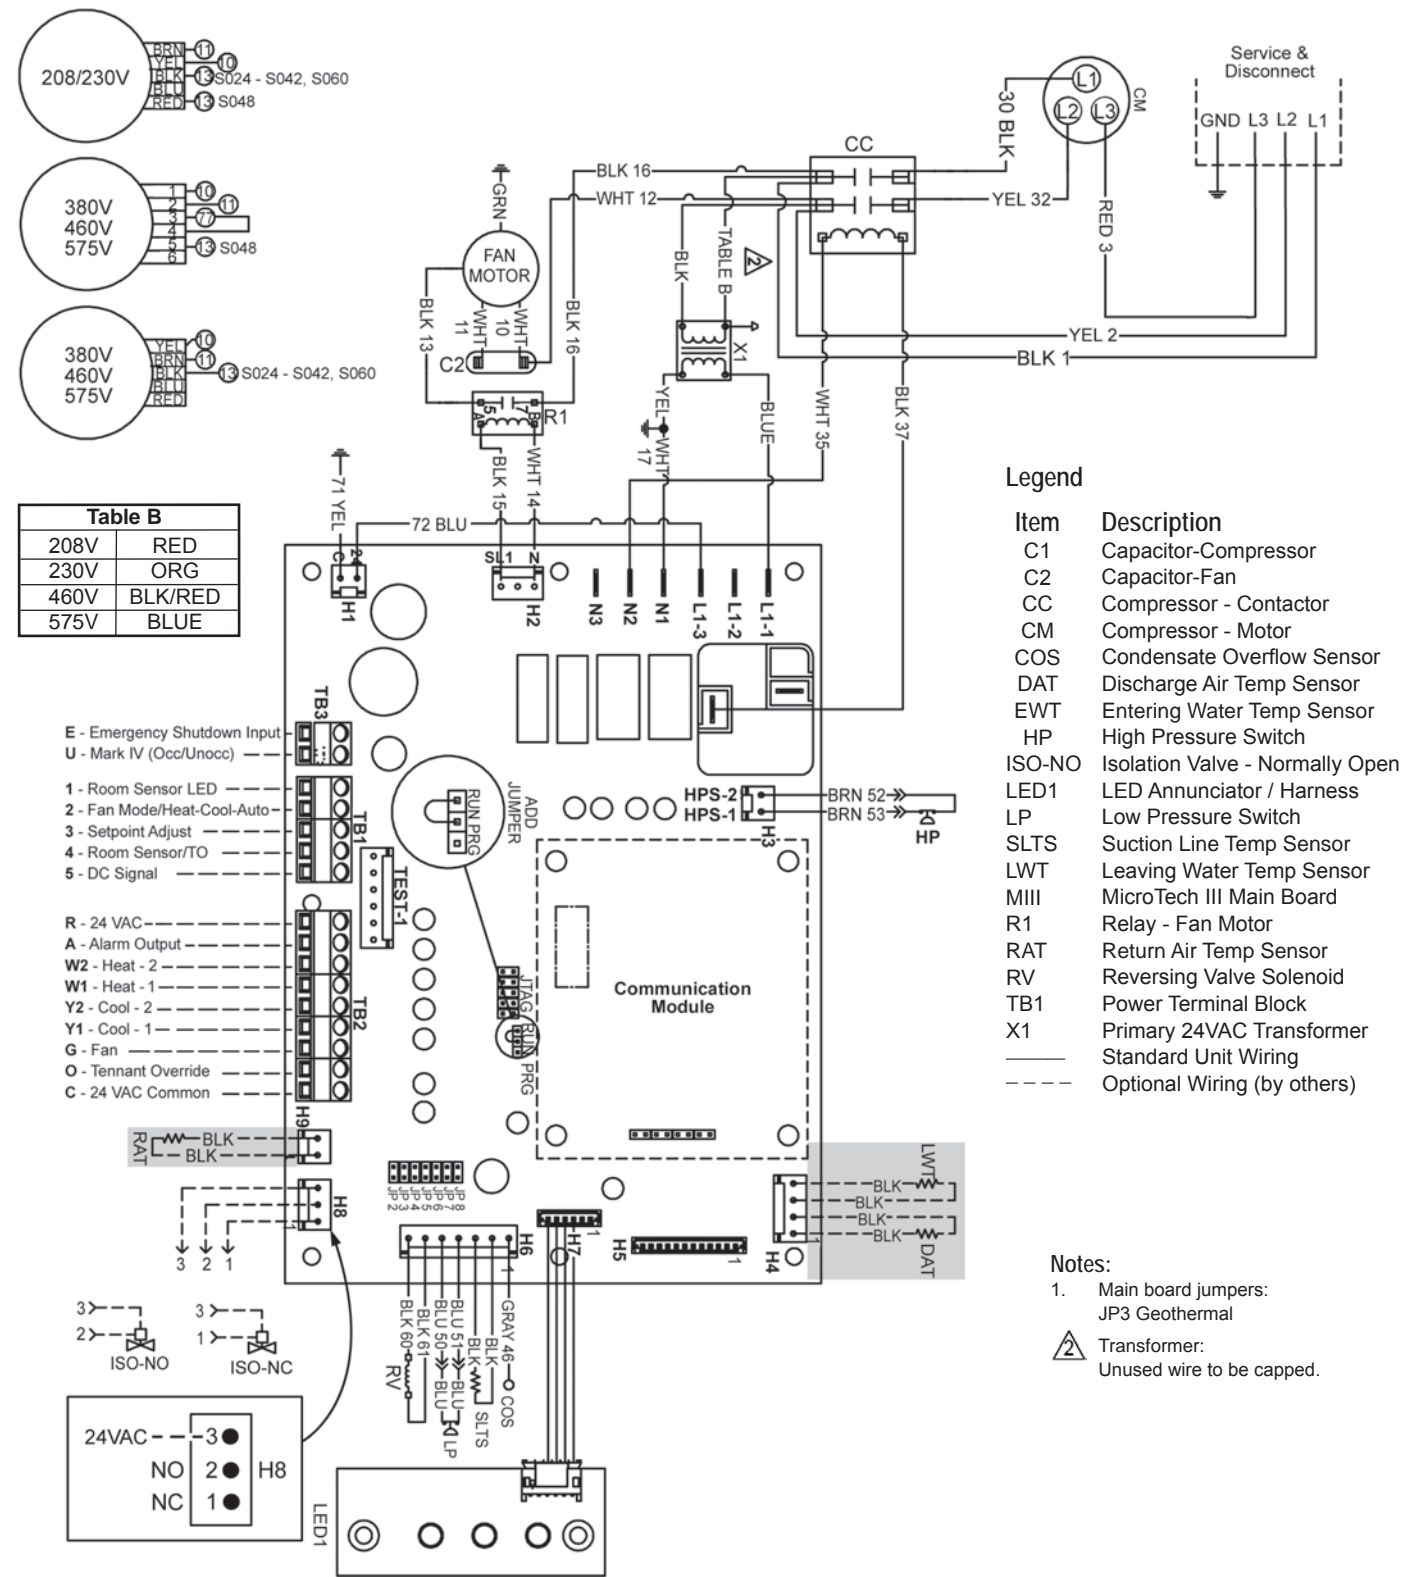 208/230V
BRN 11
YEL 10
BLK 13 S024 - S042, S060
BLU
RED 13 S048
380V
460V
575V
1 10
2 11
3 77
4
5 13 S048
6
380V
460V
575V
YEL 10
BRN 11
BLK 13 S024 - S042, S060
BLU
RED
Table B
208V RED
230V ORG
460V BLK/RED
575V BLUE
GRN
FAN
MOTOR
BLK 13
WHT 11
WHT 10
C2
BLK 16
BLK 16
WHT 12
A 5 7 B
R1
BLK 15
WHT 14
CC
BLK
TABLE B
2
X1
YEL
WHT 17
BLUE
WHT 35
BLK 37
30 BLK
YEL 32
RED 3
L1
L2 L3
CM
YEL 2
BLK 1
Service &
Disconnect
GND L3 L2 L1
71 YEL
72 BLU
C 24
H1
SL1 N
H2
N3
N2
N1
L1-3
L1-2
L1-1
TB3
E - Emergency Shutdown Input
U - Mark IV (Occ/Unocc)
1 - Room Sensor LED
2 - Fan Mode/Heat-Cool-Auto
3 - Setpoint Adjust
4 - Room Sensor/TO
5 - DC Signal
TB1
TEST-1
R - 24 VAC
A - Alarm Output
W2 - Heat - 2
W1 - Heat - 1
Y2 - Cool - 2
Y1 - Cool - 1
G - Fan
O - Tennant Override
C - 24 VAC Common
TB2
RUN PRG
ADD
JUMPER
JTAG
RUN PRG
HPS-2
HPS-1
H3
BRN 52
BRN 53
HP
Communication
Module
H9
RAT
BLK
BLK
H8
1
3 2 1
JP2
JP3
JP4
JP5
JP6
JP7
JP8
H6
1
H7
1
H5
1
H4
1
LWT
BLK
BLK
BLK
BLK
DAT
BLK 60
BLK 61
RV
BLU 50
BLU 51
BLU
BLU
LP
BLK
BLK
SLTS
GRAY 46
COS
3
2
ISO-NO
3
1
ISO-NC
24VAC 3
NO 2 H8
NC 1
LED1
Legend
Item Description
C1 Capacitor-Compressor
C2 Capacitor-Fan
CC Compressor - Contactor
CM Compressor - Motor
COS Condensate Overflow Sensor
DAT Discharge Air Temp Sensor
EWT Entering Water Temp Sensor
HP High Pressure Switch
ISO-NO Isolation Valve - Normally Open
LED1 LED Annunciator / Harness
LP Low Pressure Switch
SLTS Suction Line Temp Sensor
LWT Leaving Water Temp Sensor
MIII MicroTech III Main Board
R1 Relay - Fan Motor
RAT Return Air Temp Sensor
RV Reversing Valve Solenoid
TB1 Power Terminal Block
X1 Primary 24VAC Transformer
Standard Unit Wiring
Optional Wiring (by others)
Notes:
1. Main board jumpers:
JP3 Geothermal
2 Transformer:
Unused wire to be capped.